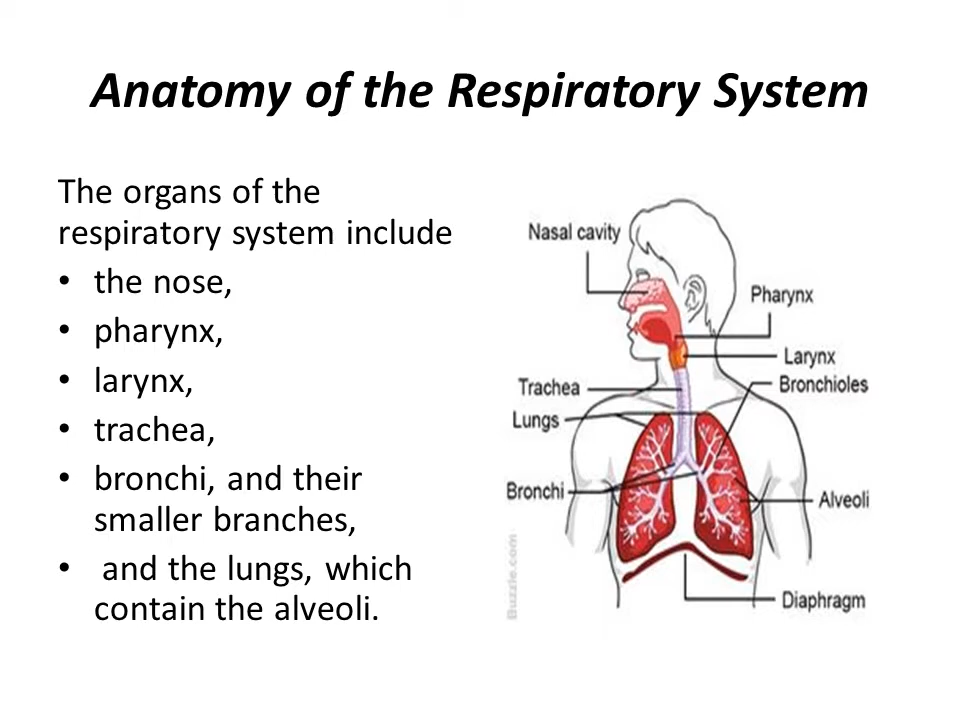 Anatomy of the Respiratory System
The organs of the
respiratory system include
• the nose,
• pharynx,
• larynx,
• trachea,
• bronchi, and their
smaller branches,
• and the lungs, which
contain the alveoli.
Nasal cavity
Pharynx
Larynx
Trachea
Bronchioles
Lungs
Bronchi
Alveoli
Diaphragm
Buzzle.com